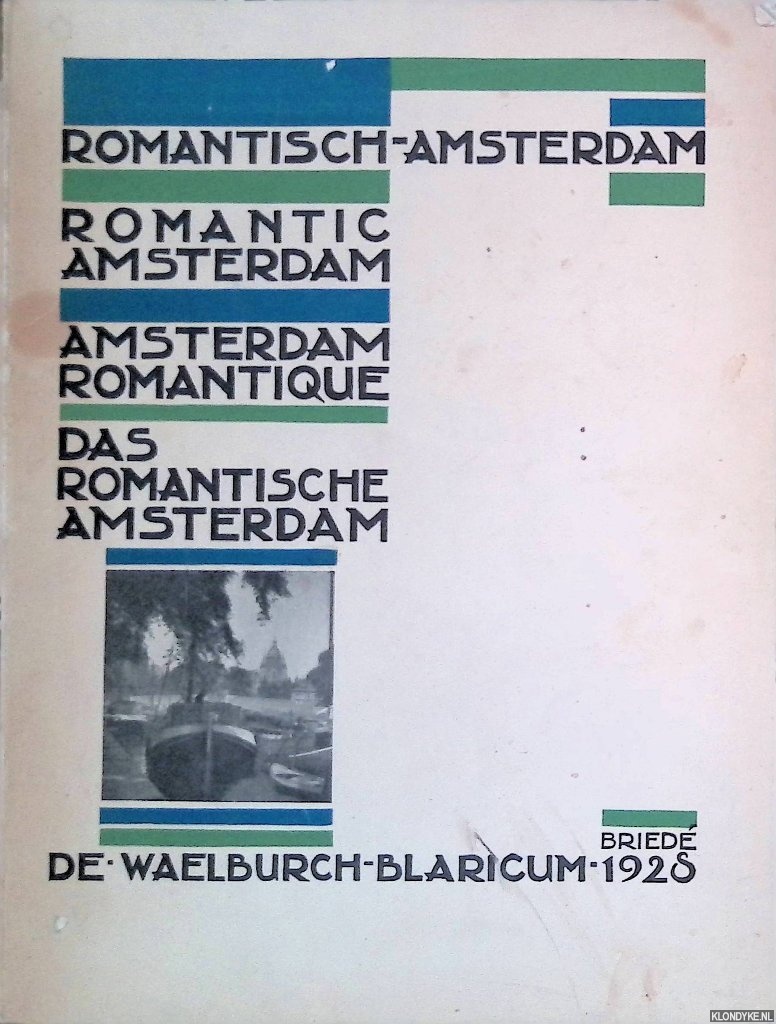 ROMANTISCH-AMSTERDAM
ROMANTIC
AMSTERDAM
AMSTERDAM
ROMANTIQUE
DAS
ROMANTISCHE
AMSTERDAM
BRIEDÉ
DE·WAELBURCH-BLARICUM·1928
KLONDYKE.NL